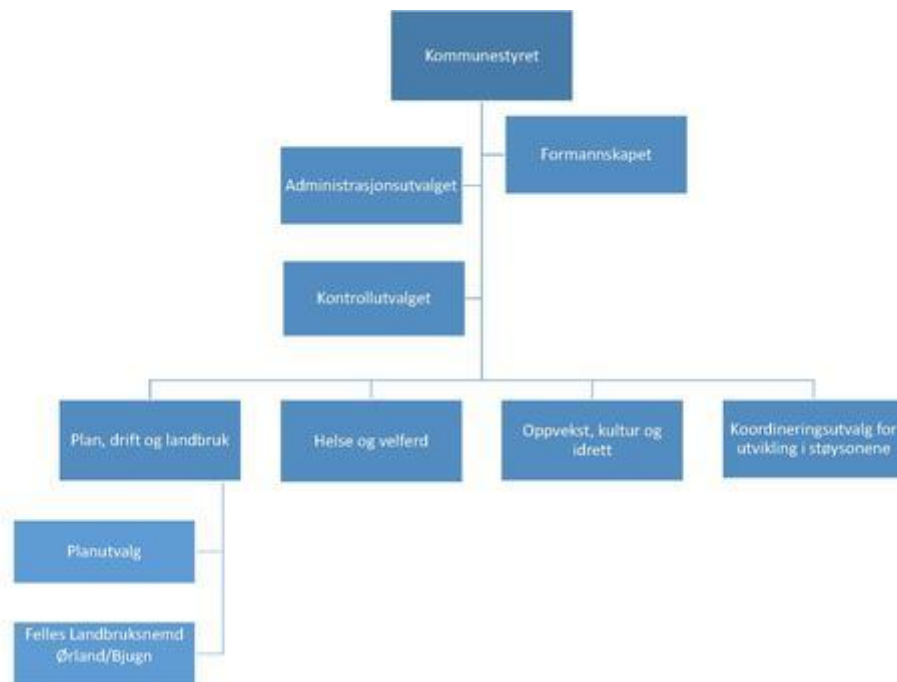 Kommunestyret
Formannskapet
Administrasjonsutvalget
Kontrollutvalget
Plan, drift og landbruk
Helse og velferd
Oppvekst, kultur og
idrett
Koordineringsutvalg for
utvikling i støysonene
Planutvalg
Felles Landbruksnemd
Ørland/Bjugn